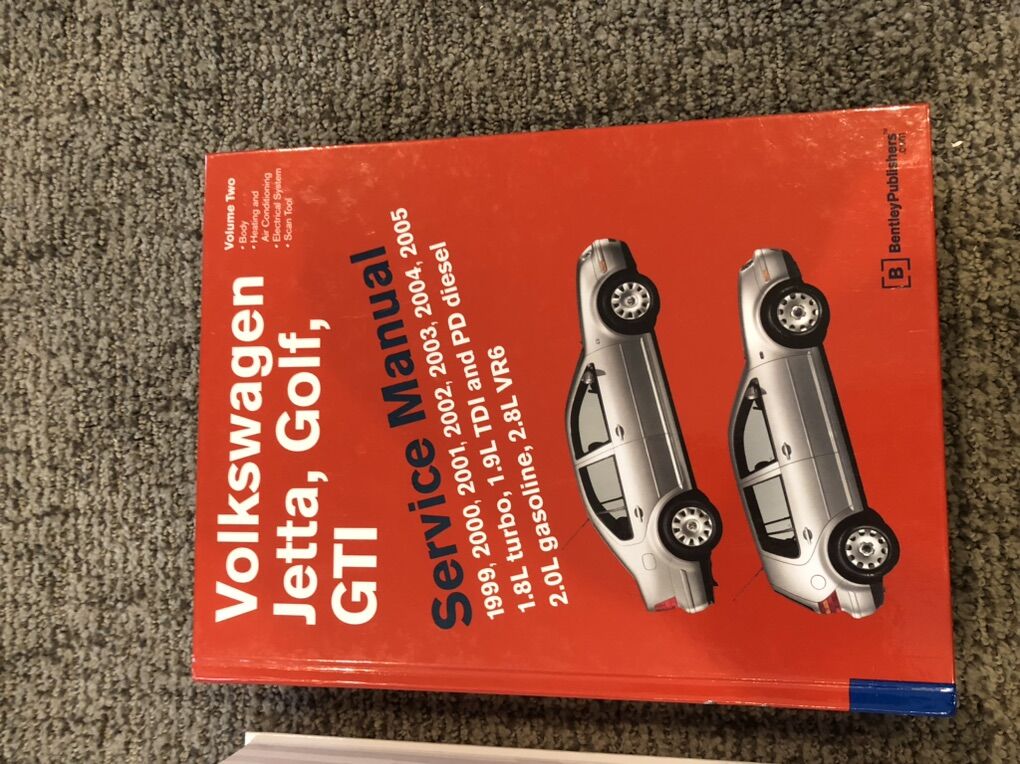 Volkswagen
Jetta, Golf,
GTI
Volume Two
• Body
• Heating and
Air Conditioning
• Electrical System
• Scan Tool
Service Manual
1999, 2000, 2001, 2002, 2003, 2004, 2005
1.8L turbo, 1.9L TDI and PD diesel
2.0L gasoline, 2.8L VR6
B
BentleyPublishers™
.com